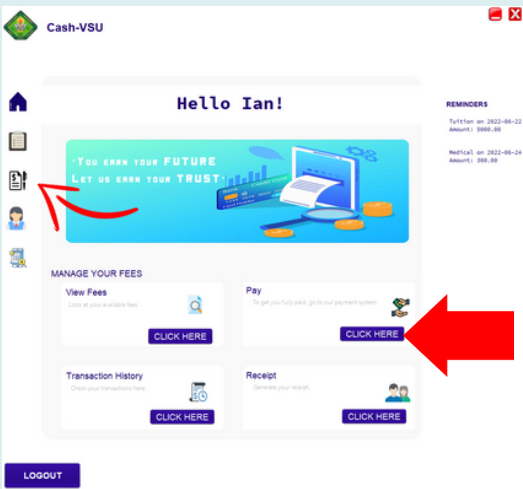 Cash-VSU
Hello Ian!
REMINDERS
Tuition on 2022-06-22
Amount: 5000.00
Medical on 2022-06-24
Amount: 300.00
·YOU EARN YOUR FUTURE
LET US EARN YOUR TRUST·
Bank
Credit Card
MANAGE YOUR FEES
View Fees
Look at your available fees.
CLICK HERE
Pay
To get you fully paid, go to our payment system
CLICK HERE
Transaction History
Check your transactions here.
CLICK HERE
Receipt
Generate your receipt.
CLICK HERE
LOGOUT